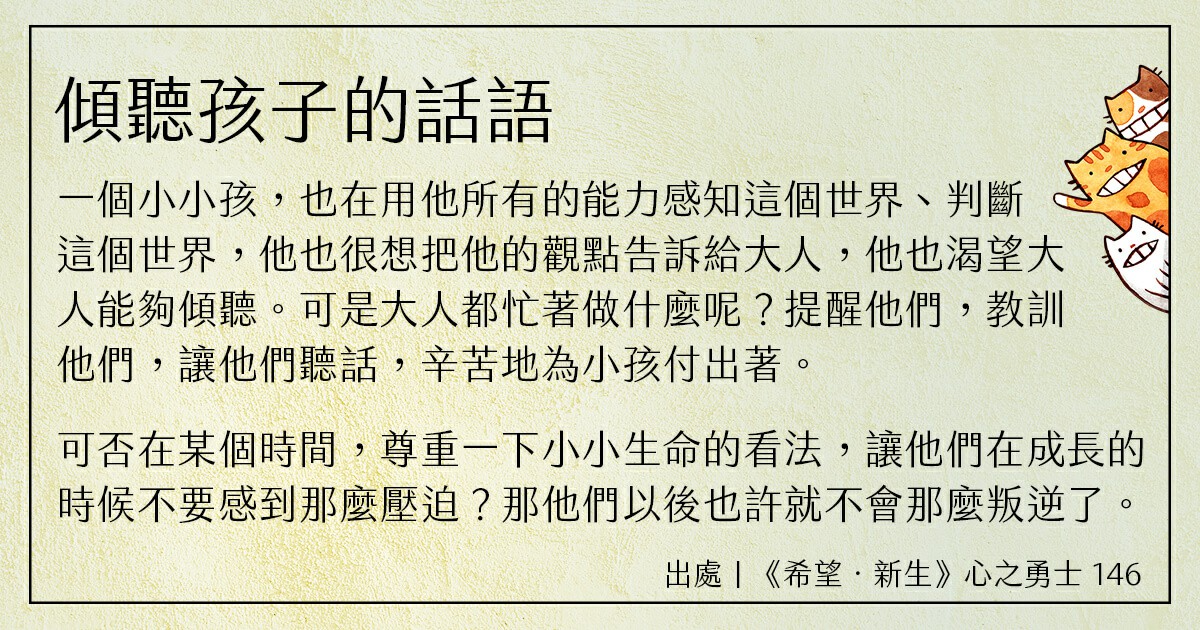 傾聽孩子的話語
一個小小孩，也在用他所有的能力感知這個世界、判斷
這個世界，他也很想把他的觀點告訴給大人，他也渴望大
人能夠傾聽。可是大人都忙著做什麼呢？提醒他們，教訓
他們，讓他們聽話，辛苦地為小孩付出著。
可否在某個時間，尊重一下小小生命的看法，讓他們在成長的
時候不要感到那麼壓迫？那他們以後也許就不會那麼叛逆了。
出處丨《希望．新生》心之勇士 146